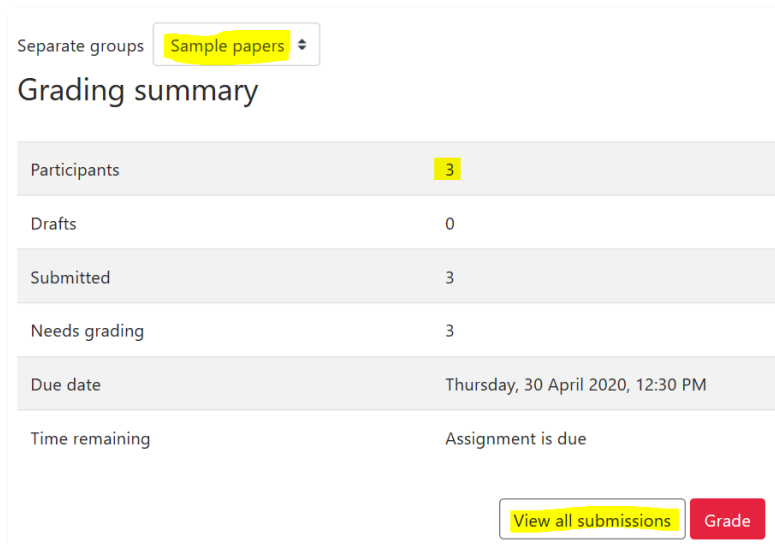 Separate groups Sample papers
Grading summary
Participants 3
Drafts 0
Submitted 3
Needs grading 3
Due date Thursday, 30 April 2020, 12:30 PM
Time remaining Assignment is due
View all submissions Grade